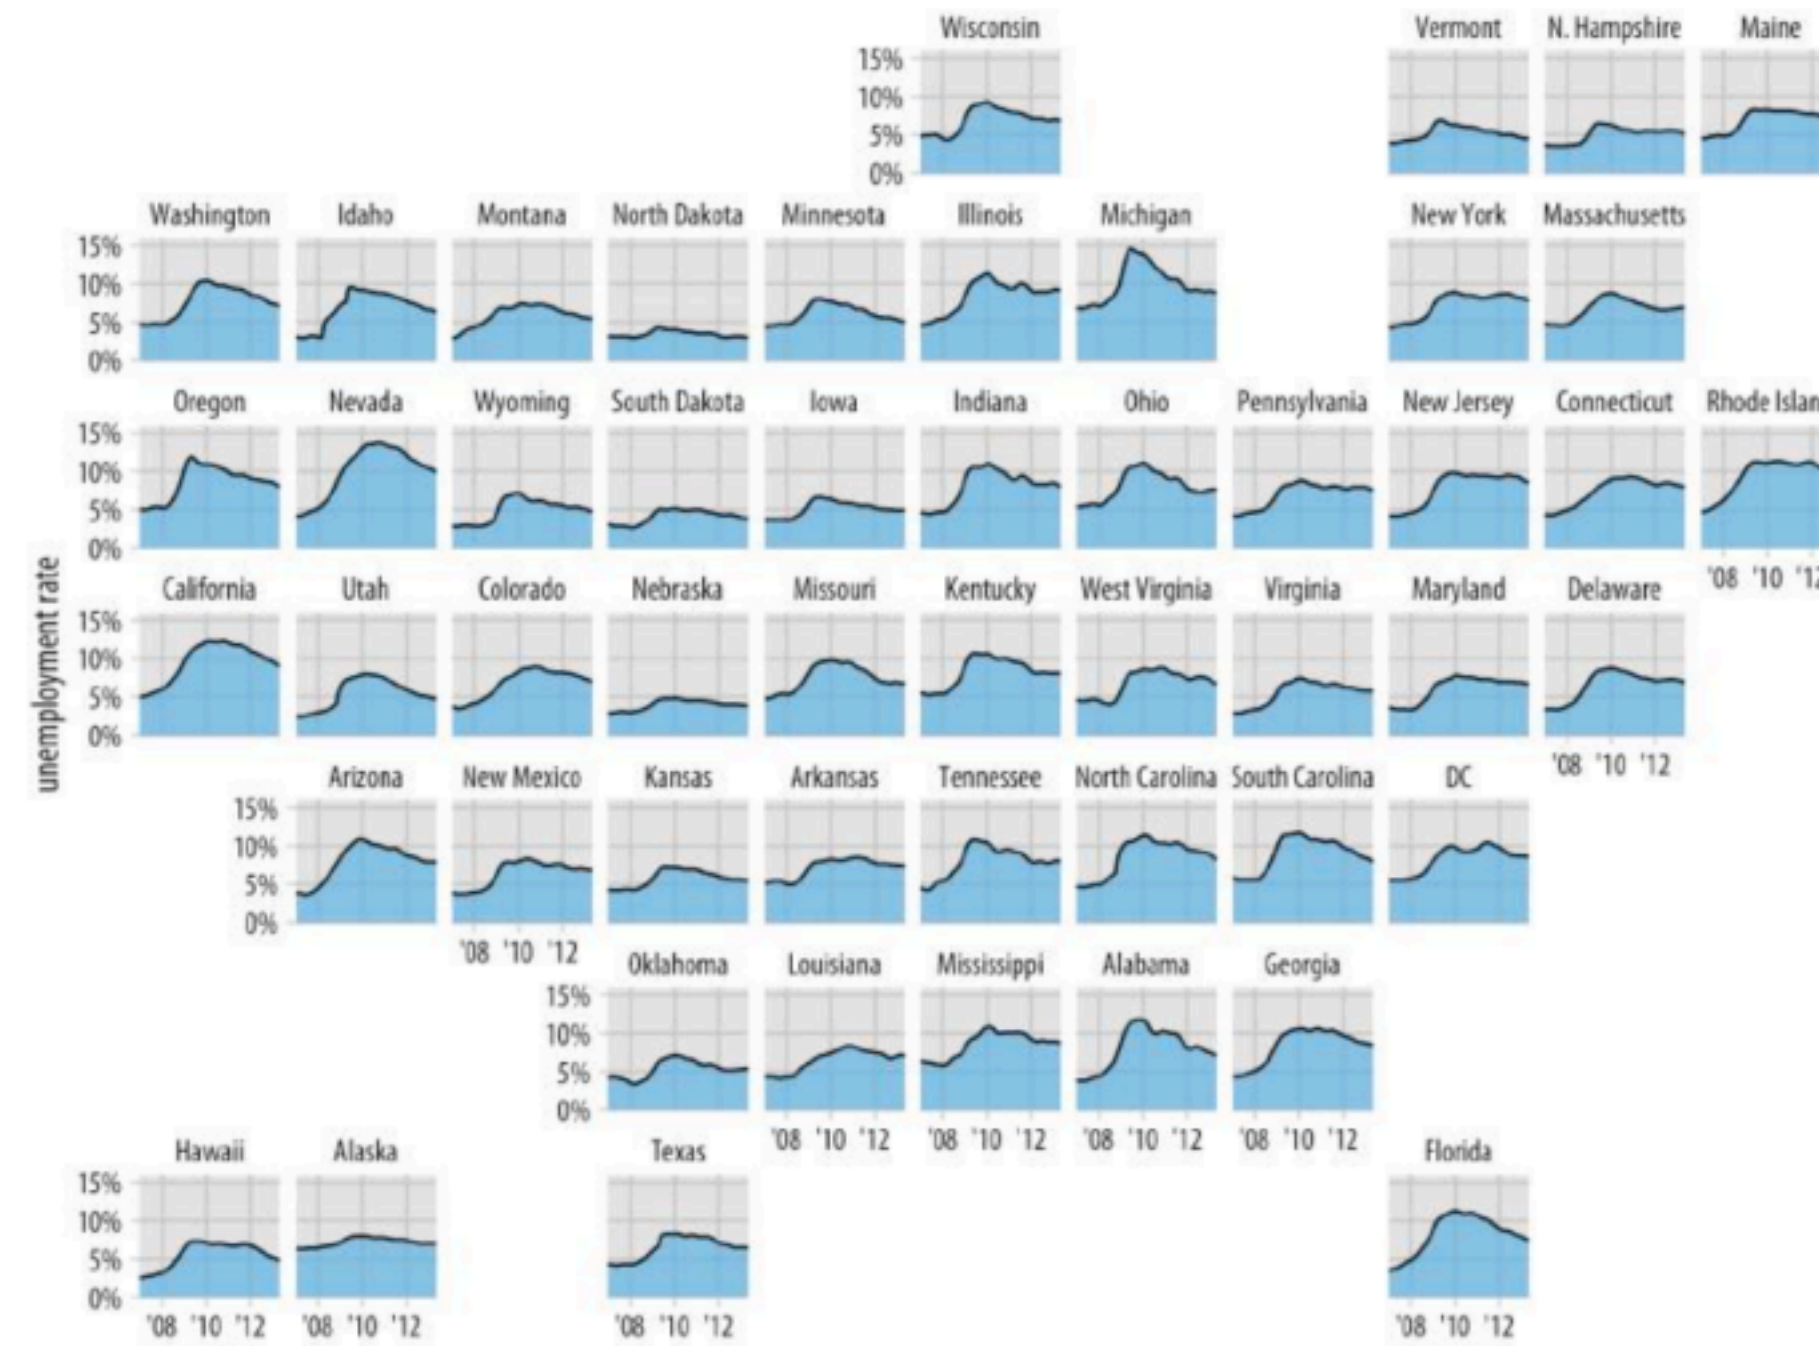 Wisconsin Vermont N. Hampshire Maine
15%
10%
5%
0%
Washington Idaho Montana North Dakota Minnesota Illinois Michigan New York Massachusetts
15%
10%
5%
0%
Oregon Nevada Wyoming South Dakota Iowa Indiana Ohio Pennsylvania New Jersey Connecticut Rhode Islan
15%
10%
5%
0%
'08 '10 '12
unemployment rate
California Utah Colorado Nebraska Missouri Kentucky West Virginia Virginia Maryland Delaware
15%
10%
5%
0%
'08 '10 '12
Arizona New Mexico Kansas Arkansas Tennessee North Carolina South Carolina DC
15%
10%
5%
0%
'08 '10 '12
Oklahoma Louisiana Mississippi Alabama Georgia
15%
10%
5%
0%
'08 '10 '12 '08 '10 '12 '08 '10 '12 '08 '10 '12
Hawaii Alaska Texas Florida
15%
10%
5%
0%
'08 '10 '12 '08 '10 '12 '08 '10 '12 '08 '10 '12